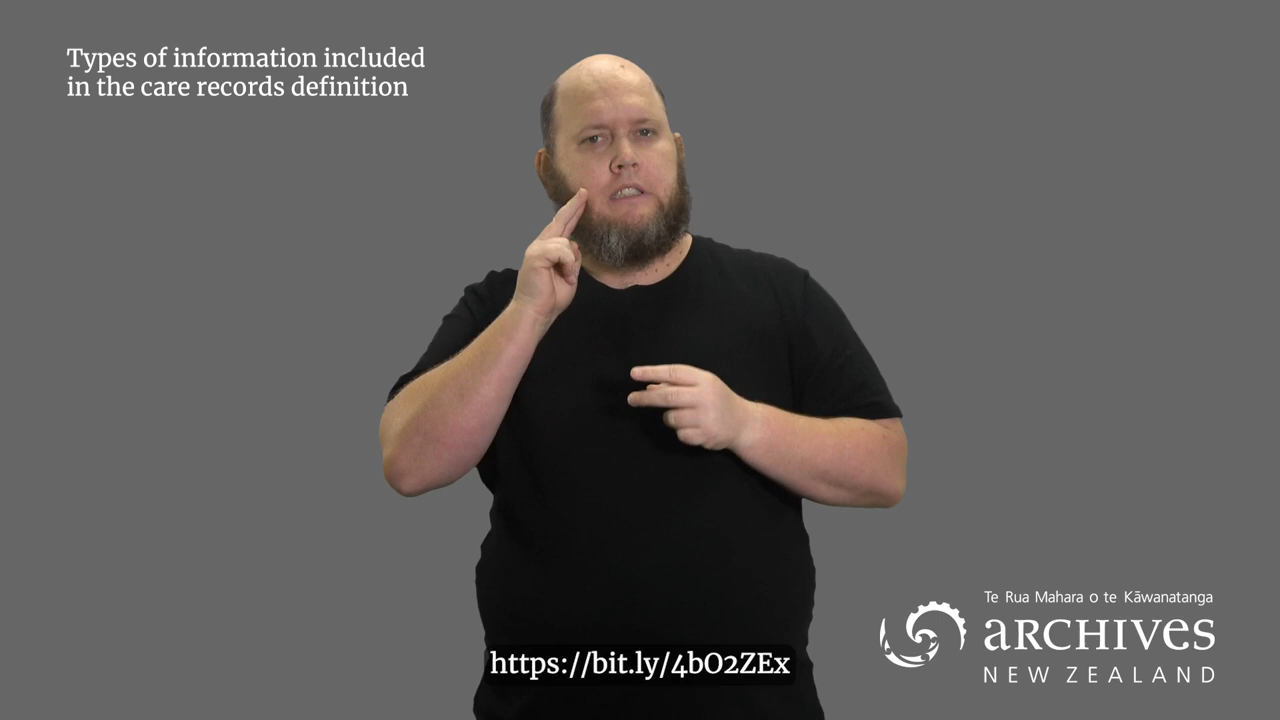 Types of information included
in the care records definition
https://bit.ly/4bO2ZEx
Te Rua Mahara o te Kāwanatanga
ARCHIVES
NEW ZEALAND